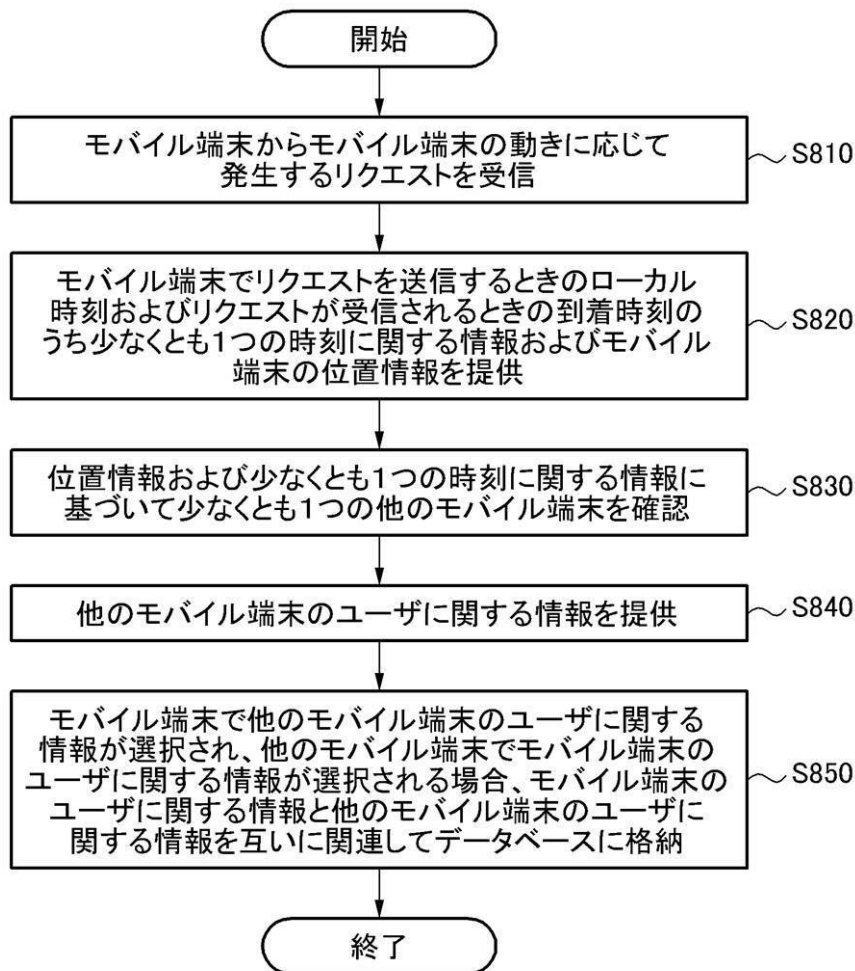 開始
モバイル端末からモバイル端末の動きに応じて
発生するリクエストを受信
S810
モバイル端末でリクエストを送信するときのローカル
時刻およびリクエストが受信されるときの到着時刻の
うち少なくとも1つの時刻に関する情報およびモバイル
端末の位置情報を提供
S820
位置情報および少なくとも1つの時刻に関する情報に
基づいて少なくとも1つの他のモバイル端末を確認
S830
他のモバイル端末のユーザに関する情報を提供
S840
モバイル端末で他のモバイル端末のユーザに関する
情報が選択され、他のモバイル端末でモバイル端末の
ユーザに関する情報が選択される場合、モバイル端末の
ユーザに関する情報と他のモバイル端末のユーザに
関する情報を互いに関連してデータベースに格納
S850
終了